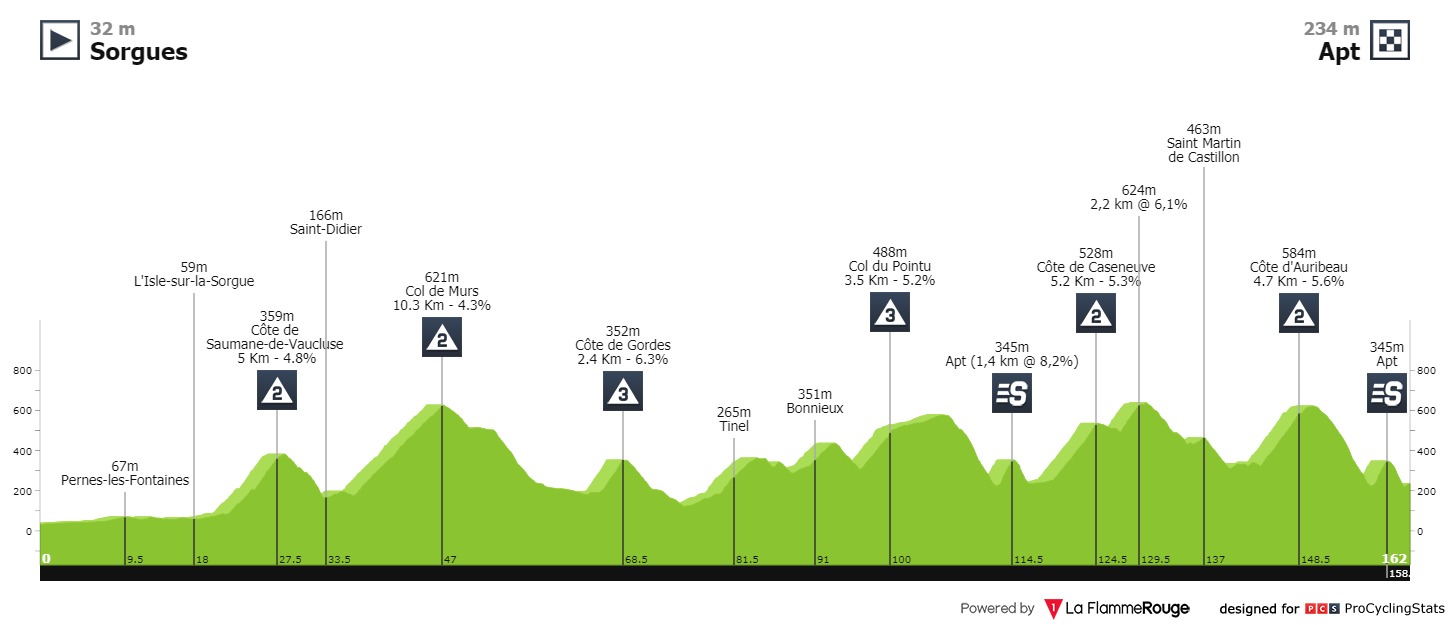 32 m
Sorgues
234 m
Apt
67m
Pernes-les-Fontaines
59m
L'Isle-sur-la-Sorgue
359m
Côte de
Saumane-de-Vaucluse
5 Km - 4.8%
2
166m
Saint-Didier
621m
Col de Murs
10.3 Km - 4.3%
2
352m
Côte de Gordes
2.4 Km - 6.3%
3
265m
Tinel
351m
Bonnieux
488m
Col du Pointu
3.5 Km - 5.2%
3
345m
Apt (1,4 km @ 8,2%)
S
528m
Côte de Caseneuve
5.2 Km - 5.3%
2
624m
2,2 km @ 6,1%
463m
Saint Martin
de Castillon
584m
Côte d'Auribeau
4.7 Km - 5.6%
2
345m
Apt
S
800
600
400
200
0
800
600
400
200
0
0 9.5 18 27.5 33.5 47 68.5 81.5 91 100 114.5 124.5 129.5 137 148.5 162
158.
Powered by 1 La FlammeRouge designed for PCS ProCyclingStats